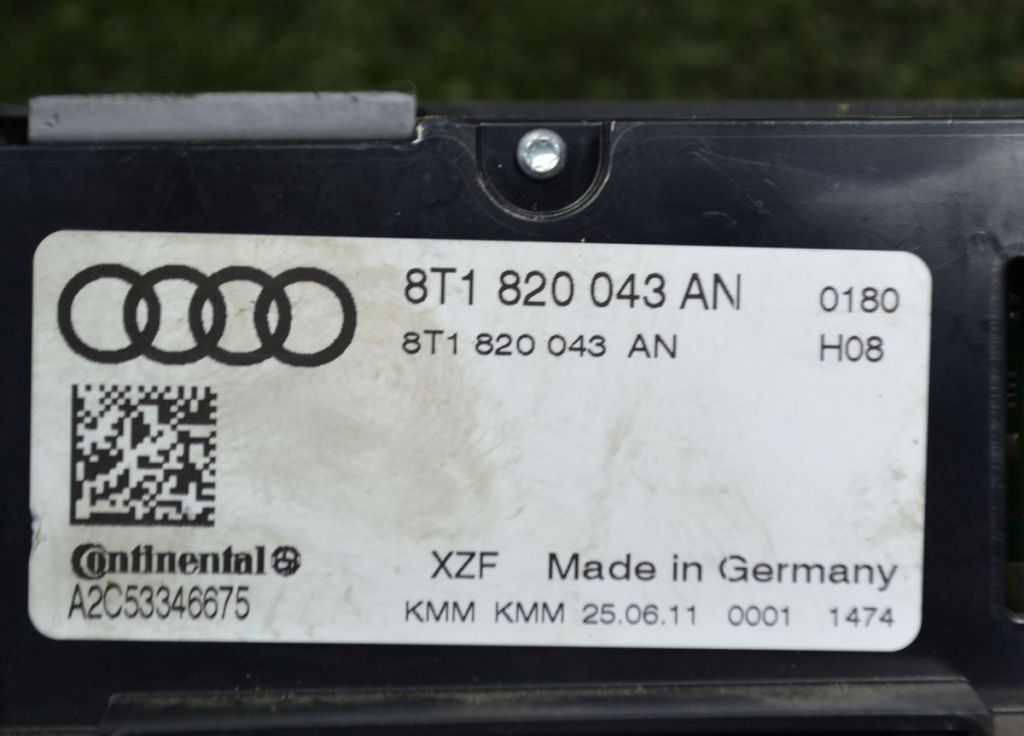 8T1 820 043 AN 0180
8T1 820 043 AN H08
Continental
A2C53346675
XZF Made in Germany
KMM KMM 25.06.11 0001 1474